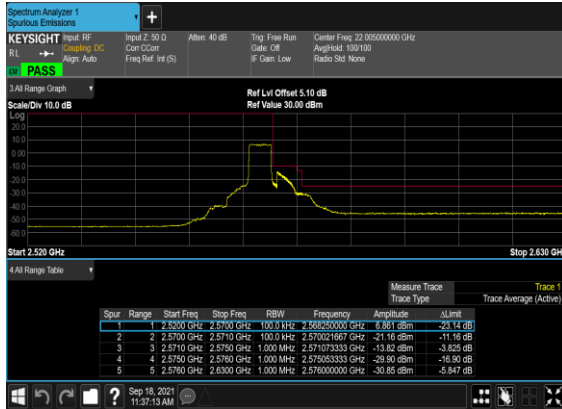 Spectrum Analyzer 1
Spurious Emissions
+
KEYSIGHT Input: RF Input Z: 50 Ω Atten: 40 dB Trig: Free Run Center Freq: 22.005000000 GHz
RL Coupling: DC Corr CCorr Gate: Off Avg|Hold: 100/100
Align: Auto Freq Ref: Int (S) IF Gain: Low Radio Std: None
PASS
3 All Range Graph Ref Lvl Offset 5.10 dB
Scale/Div 10.0 dB Ref Value 30.00 dBm
Log
20.0
10.0
0.00
-10.0
-20.0
-30.0
-40.0
-50.0
-60.0
Start 2.520 GHz Stop 2.630 GH
4 All Range Table
Measure Trace Trace 1
Trace Type Trace Average (Active)
Spur Range Start Freq Stop Freq RBW Frequency Amplitude ΔLimit
1 1 2.5200 GHz 2.5700 GHz 100.0 kHz 2.568250000 GHz 6.861 dBm -23.14 dB
2 2 2.5700 GHz 2.5710 GHz 100.0 kHz 2.570021667 GHz -21.16 dBm -11.16 dB
3 3 2.5710 GHz 2.5750 GHz 1.000 MHz 2.571073333 GHz -13.82 dBm -3.825 dB
4 4 2.5750 GHz 2.5760 GHz 1.000 MHz 2.575053333 GHz -29.90 dBm -16.90 dB
5 5 2.5760 GHz 2.6300 GHz 1.000 MHz 2.576000000 GHz -30.85 dBm -5.847 dB
? Sep 18, 2021
11:37:13 AM